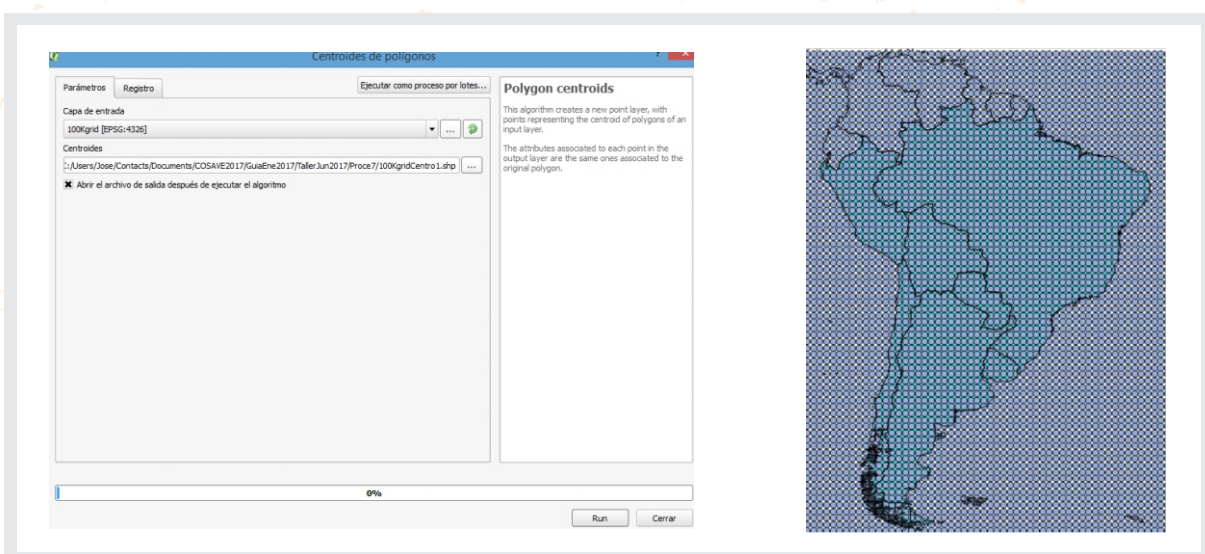 Centroides de polígonos
?
Parámetros
Registro
Ejecutar como proceso por lotes...
Capa de entrada
100Kgrid [EPSG:4326]
...
Centroides
C:/Users/Jose/Contacts/Documents/COSAVE2017/GuiaEne2017/TallerJun2017/Proce7/100KgridCentro1.shp
...
Abrir el archivo de salida después de ejecutar el algoritmo
Polygon centroids
This algorithm creates a new point layer, with
points representing the centroid of polygons of an
input layer.
The attributes associated to each point in the
output layer are the same ones associated to the
original polygon.
0%
Run
Cerrar